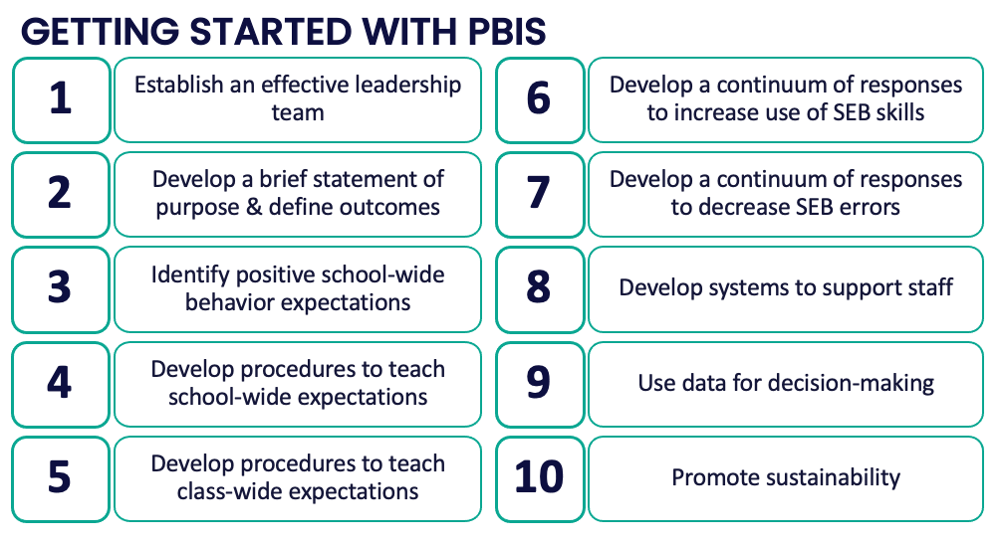 GETTING STARTED WITH PBIS
1
Establish an effective leadership
team
2
Develop a brief statement of
purpose & define outcomes
3
Identify positive school-wide
behavior expectations
4
Develop procedures to teach
school-wide expectations
5
Develop procedures to teach
class-wide expectations
6
Develop a continuum of responses
to increase use of SEB skills
7
Develop a continuum of responses
to decrease SEB errors
8
Develop systems to support staff
9
Use data for decision-making
10
Promote sustainability